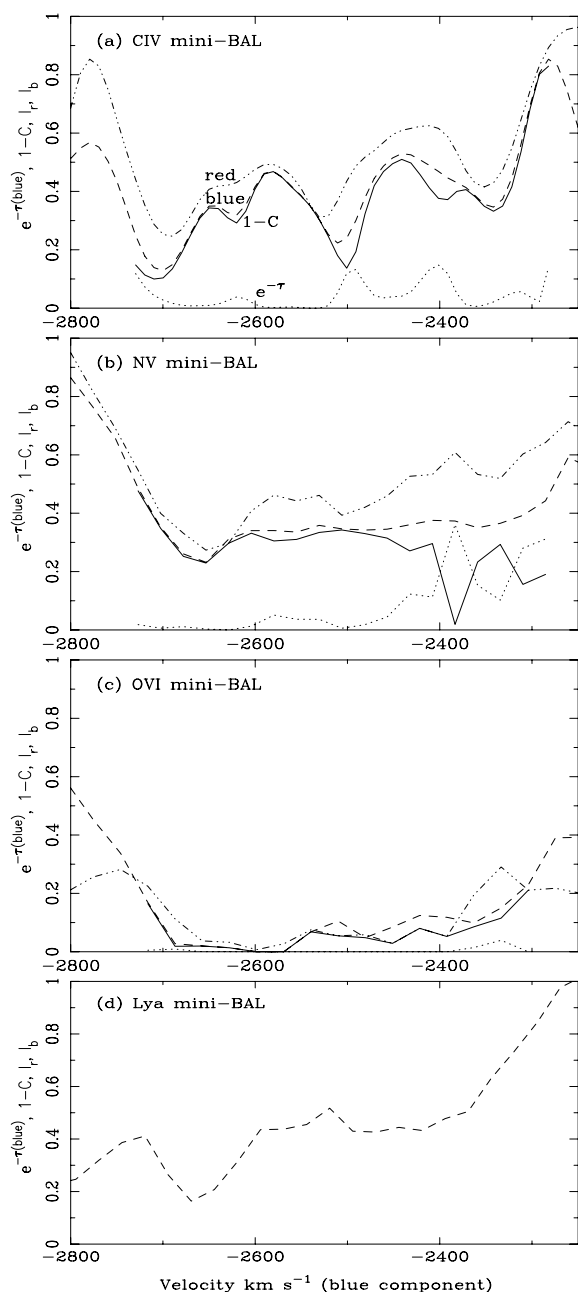 (a) CIV mini−BAL
e^−τ(blue), 1−C, I_r, I_b
1
0.8
0.6
0.4
0.2
0
red
blue
1−C
e^−τ
−2800
−2600
−2400
(b) NV mini−BAL
e^−τ(blue), 1−C, I_r, I_b
1
0.8
0.6
0.4
0.2
0
−2800
−2600
−2400
(c) OVI mini−BAL
e^−τ(blue), 1−C, I_r, I_b
1
0.8
0.6
0.4
0.2
0
−2800
−2600
−2400
(d) Lya mini−BAL
e^−τ(blue), 1−C, I_r, I_b
1
0.8
0.6
0.4
0.2
0
−2800
−2600
−2400
Velocity km s^−1 (blue component)